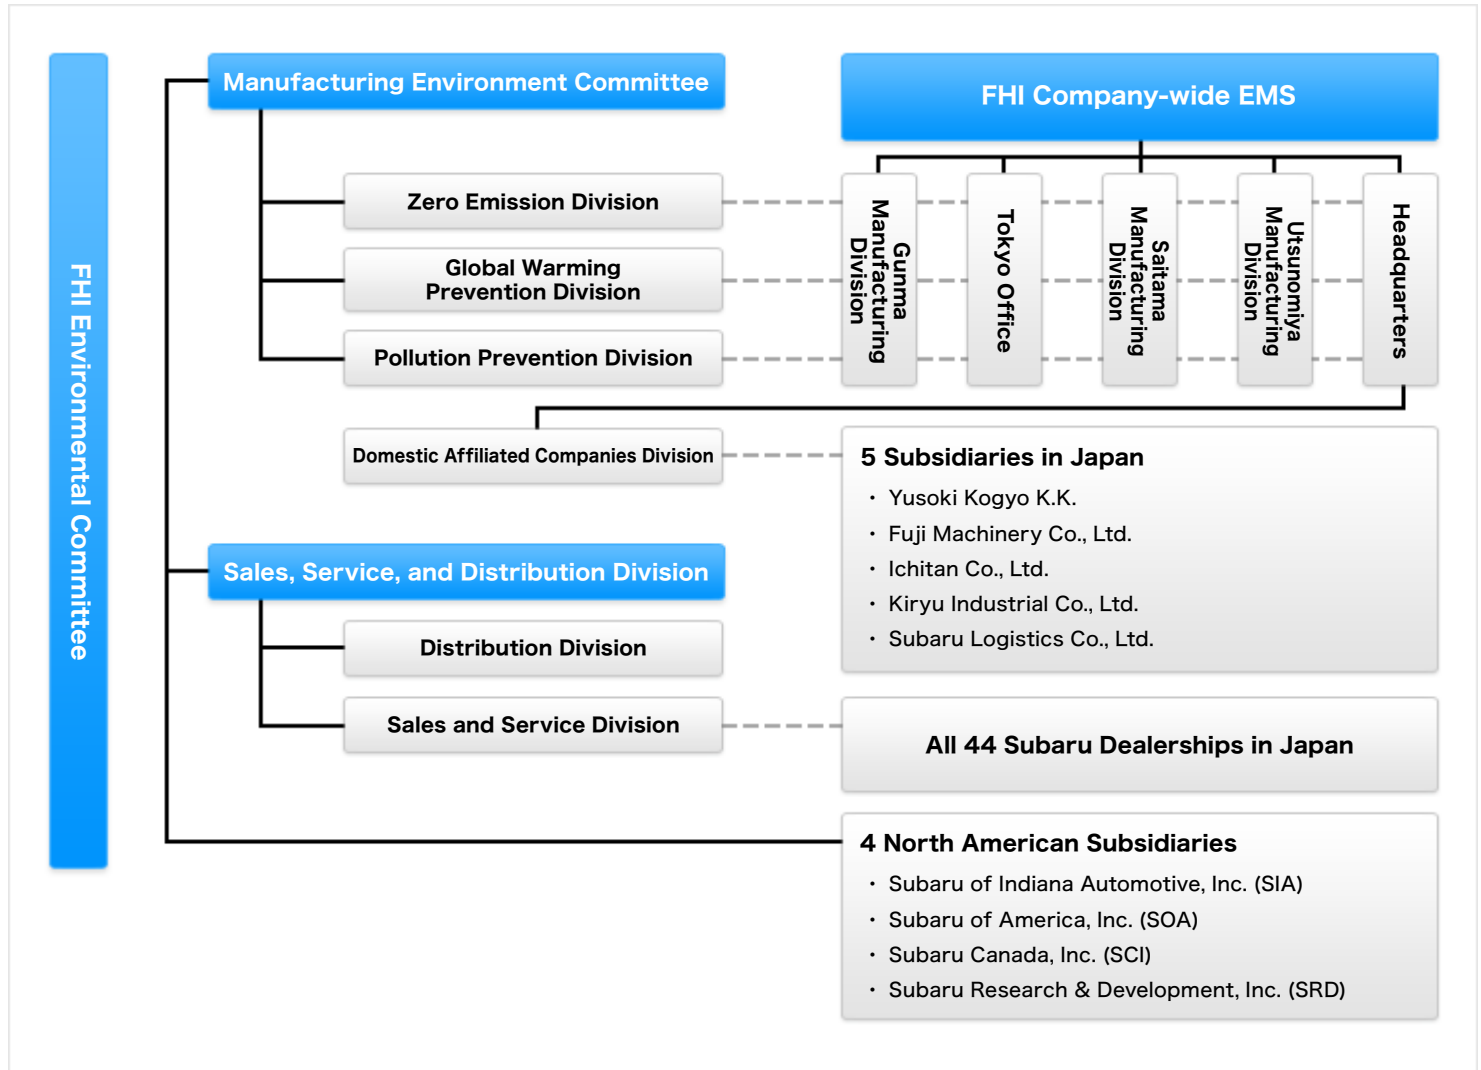 FHI Environmental Committee
Manufacturing Environment Committee
Zero Emission Division
Global Warming
Prevention Division
Pollution Prevention Division
Domestic Affiliated Companies Division
Sales, Service, and Distribution Division
Distribution Division
Sales and Service Division
FHI Company-wide EMS
Gunma
Manufacturing
Division
Tokyo Office
Saitama
Manufacturing
Division
Utsunomiya
Manufacturing
Division
Headquarters
5 Subsidiaries in Japan
・ Yusoki Kogyo K.K.
・ Fuji Machinery Co., Ltd.
・ Ichitan Co., Ltd.
・ Kiryu Industrial Co., Ltd.
・ Subaru Logistics Co., Ltd.
All 44 Subaru Dealerships in Japan
4 North American Subsidiaries
・ Subaru of Indiana Automotive, Inc. (SIA)
・ Subaru of America, Inc. (SOA)
・ Subaru Canada, Inc. (SCI)
・ Subaru Research & Development, Inc. (SRD)